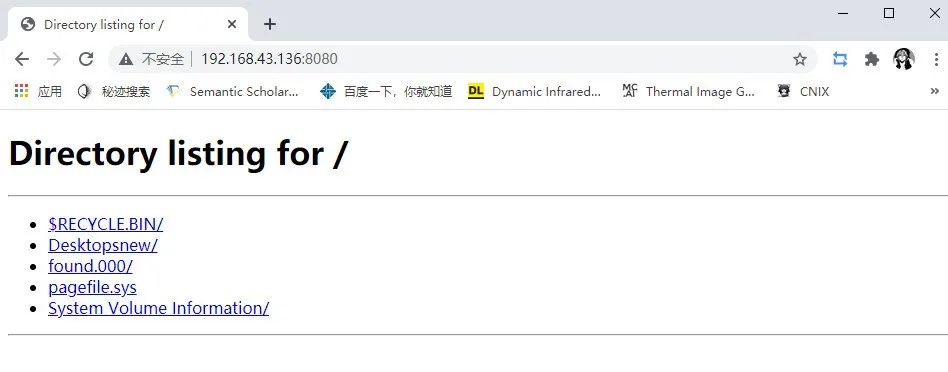 Directory listing for /
不安全 192.168.43.136:8080
应用 秘迹搜索 Semantic Scholar... 百度一下，你就知道 DL Dynamic Infrared... MC AF Thermal Image G... CNIX »
Directory listing for /
$RECYCLE.BIN/
Desktopsnew/
found.000/
pagefile.sys
System Volume Information/